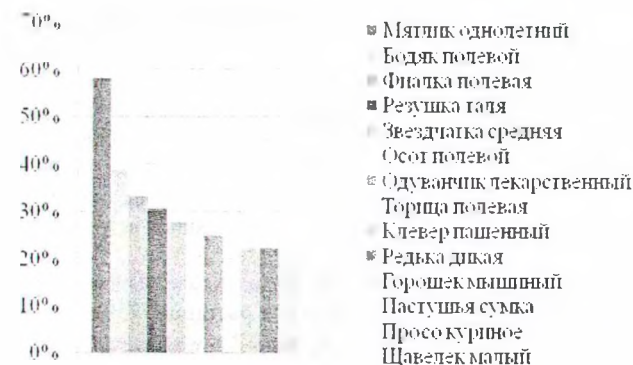 70%
60%
50%
40%
30%
20%
10%
0%
Мятлик однолетний
Бодяк полевой
Фиалка полевая
Резушка таля
Звездчатка средняя
Осот полевой
Одуванчик лекарственный
Торица полевая
Клевер пашенный
Редька дикая
Горошек мышиный
Пастушья сумка
Просо куриное
Щавелек малый